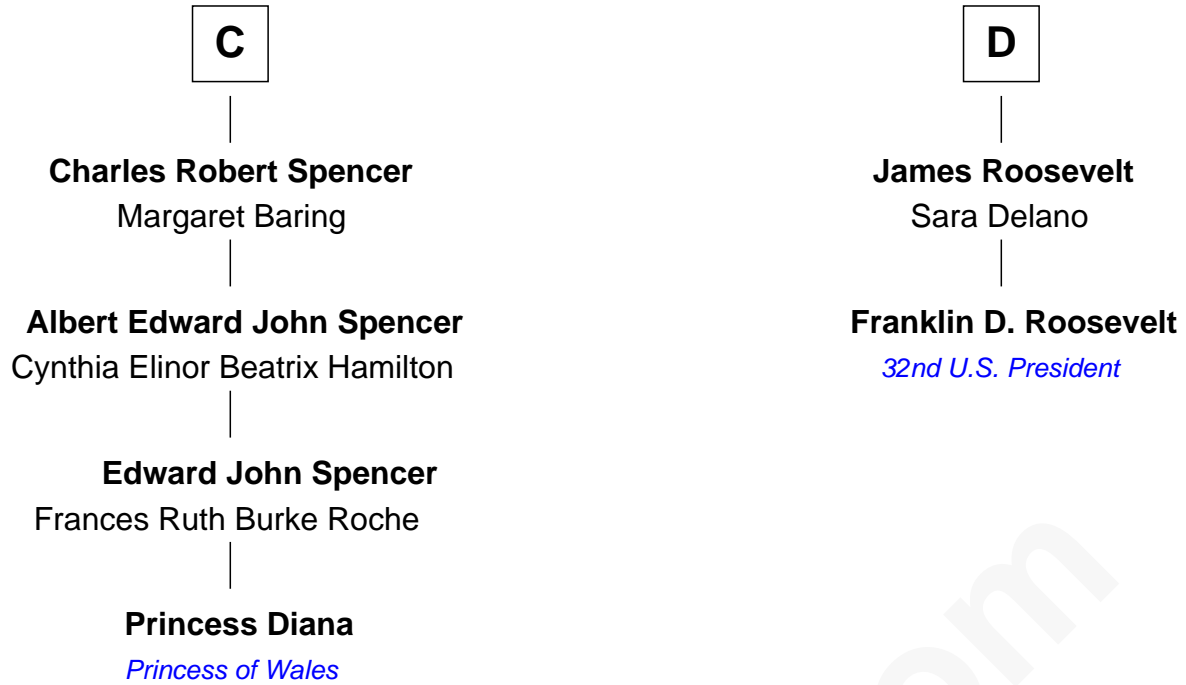 C
Charles Robert Spencer
Margaret Baring
Albert Edward John Spencer
Cynthia Elinor Beatrix Hamilton
Edward John Spencer
Frances Ruth Burke Roche
Princess Diana
Princess of Wales
D
James Roosevelt
Sara Delano
Franklin D. Roosevelt
32nd U.S. President
om